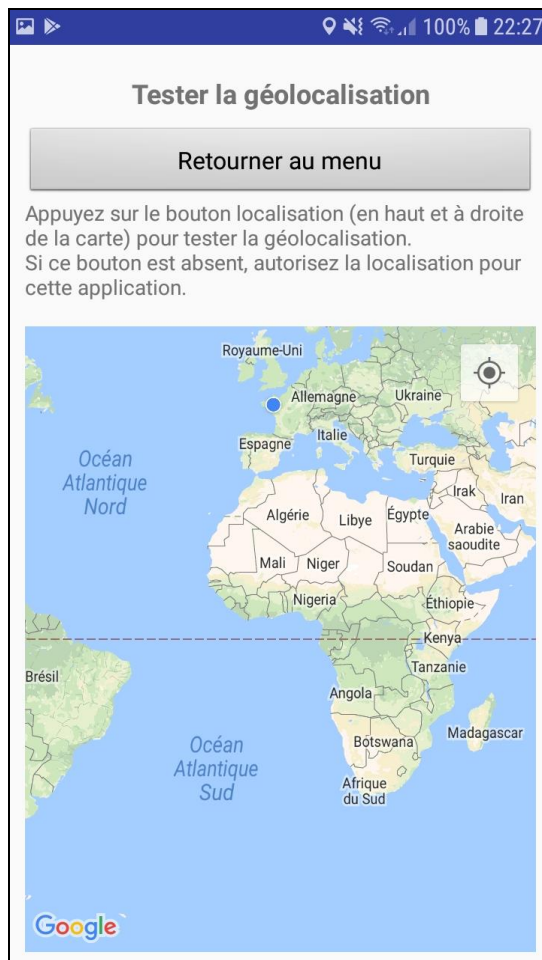 100% 22:27
Tester la géolocalisation
Retourner au menu
Appuyez sur le bouton localisation (en haut et à droite
de la carte) pour tester la géolocalisation.
Si ce bouton est absent, autorisez la localisation pour
cette application.
Royaume-Uni
Allemagne
Ukraine
Espagne
Italie
Turquie
Océan
Atlantique
Nord
Irak
Iran
Algérie
Libye
Égypte
Arabie
saoudite
Mali
Niger
Soudan
Nigeria
Éthiopie
Kenya
Brésil
Tanzanie
Angola
Océan
Atlantique
Sud
Botswana
Madagascar
Afrique
du Sud
Google